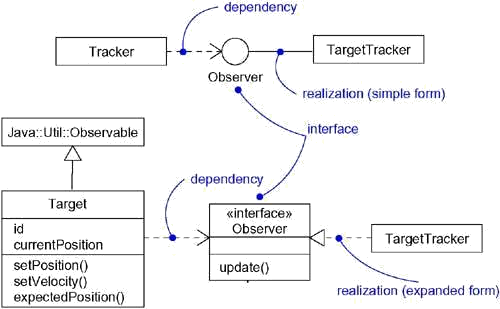 dependency
Tracker
TargetTracker
Observer
realization (simple form)
Java::Util::Observable
interface
dependency
Target
id
currentPosition
setPosition()
setVelocity()
expectedPosition()
«interface»
Observer
update()
TargetTracker
realization (expanded form)